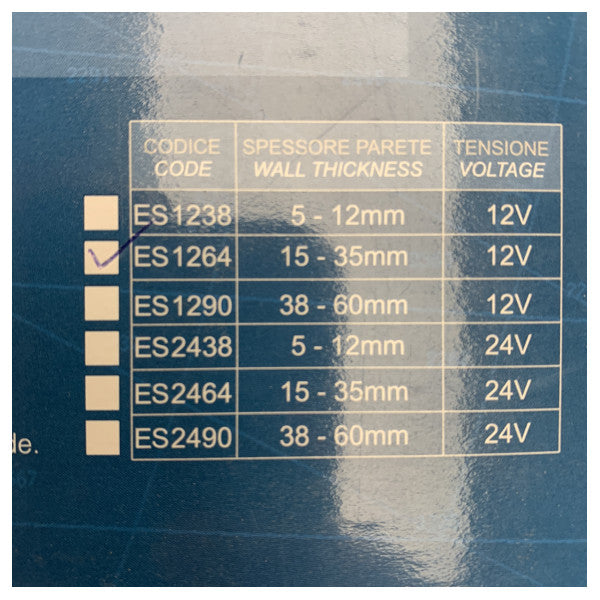 CODICE SPESSORE PARETE TENSIONE
CODE WALL THICKNESS VOLTAGE
ES1238 5 - 12mm 12V
ES1264 15 - 35mm 12V
ES1290 38 - 60mm 12V
ES2438 5 - 12mm 24V
ES2464 15 - 35mm 24V
ES2490 38 - 60mm 24V
de.